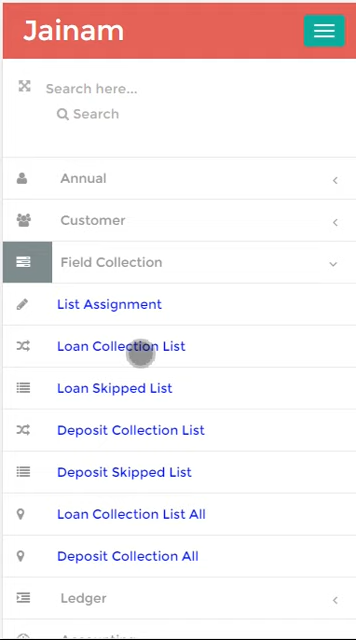 Jainam
Search here...
Search
Annual
Customer
Field Collection
List Assignment
Loan Collection List
Loan Skipped List
Deposit Collection List
Deposit Skipped List
Loan Collection List All
Deposit Collection All
Ledger
Accounting